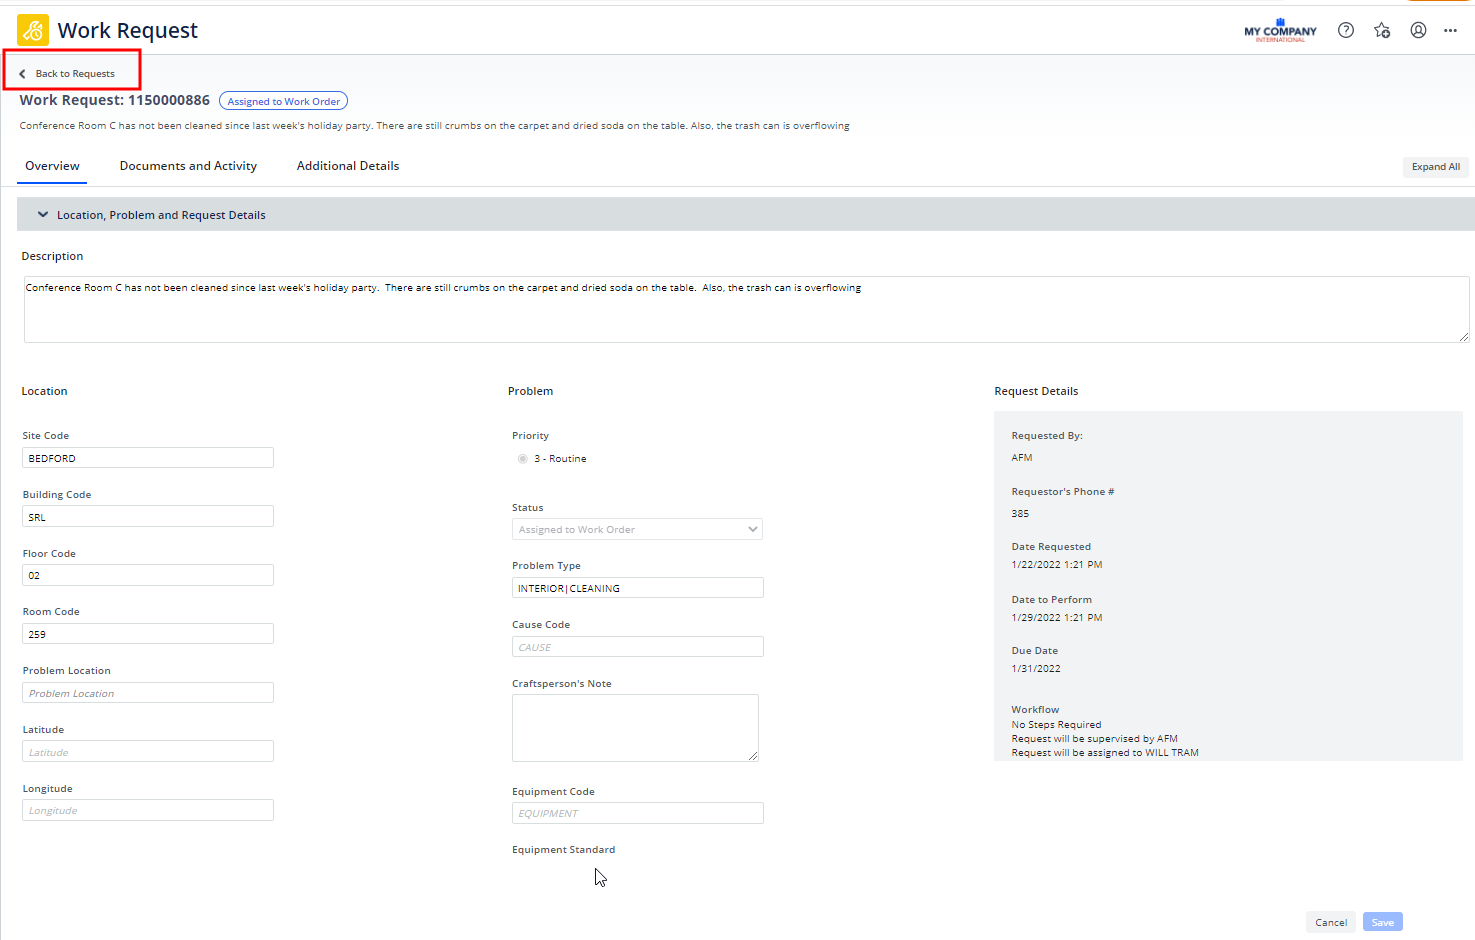 Work Request
MY COMPANY
INTERNATIONAL
Back to Requests
Work Request: 1150000886 Assigned to Work Order
Conference Room C has not been cleaned since last week's holiday party. There are still crumbs on the carpet and dried soda on the table. Also, the trash can is overflowing
Overview Documents and Activity Additional Details Expand All
Location, Problem and Request Details
Description
Conference Room C has not been cleaned since last week's holiday party.  There are still crumbs on the carpet and dried soda on the table.  Also, the trash can is overflowing
Location
Site Code
BEDFORD
Building Code
SRL
Floor Code
02
Room Code
259
Problem Location
Problem Location
Latitude
Latitude
Longitude
Longitude
Problem
Priority
3 - Routine
Status
Assigned to Work Order
Problem Type
INTERIOR|CLEANING
Cause Code
CAUSE
Craftsperson's Note
Equipment Code
EQUIPMENT
Equipment Standard
Request Details
Requested By:
AFM
Requestor's Phone #
385
Date Requested
1/22/2022 1:21 PM
Date to Perform
1/29/2022 1:21 PM
Due Date
1/31/2022
Workflow
No Steps Required
Request will be supervised by AFM
Request will be assigned to WILL TRAM
Cancel Save